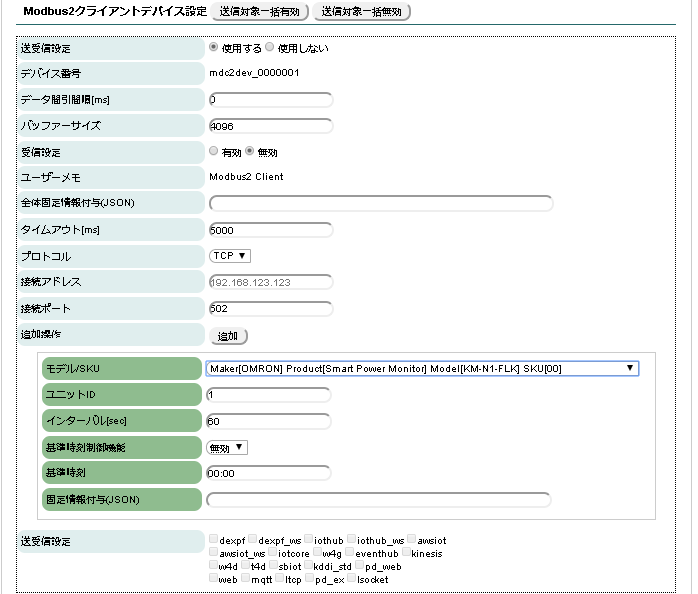 Modbus2クライアントデバイス設定 送信対象一括有効 送信対象一括無効
送受信設定 使用する 使用しない
デバイス番号 mdc2dev_0000001
データ間引間隔[ms] 0
バッファーサイズ 4096
受信設定 有効 無効
ユーザーメモ Modbus2 Client
全体固定情報付与(JSON)
タイムアウト[ms] 5000
プロトコル TCP ▼
接続アドレス 192.168.123.123
接続ポート 502
追加操作 追加
モデル/SKU Maker[OMRON] Product[Smart Power Monitor] Model[KM-N1-FLK] SKU[00] ▼
ユニットID 1
インターバル[sec] 60
基準時刻制御機能 無効 ▼
基準時刻 00:00
固定情報付与(JSON)
送受信設定 dexpf dexpf_ws iothub iothub_ws awsiot
awsiot_ws iotcore w4g eventhub kinesis
w4d t4d sbiot kddi_std pd_web
web mqtt ltcp pd_ex lsocket